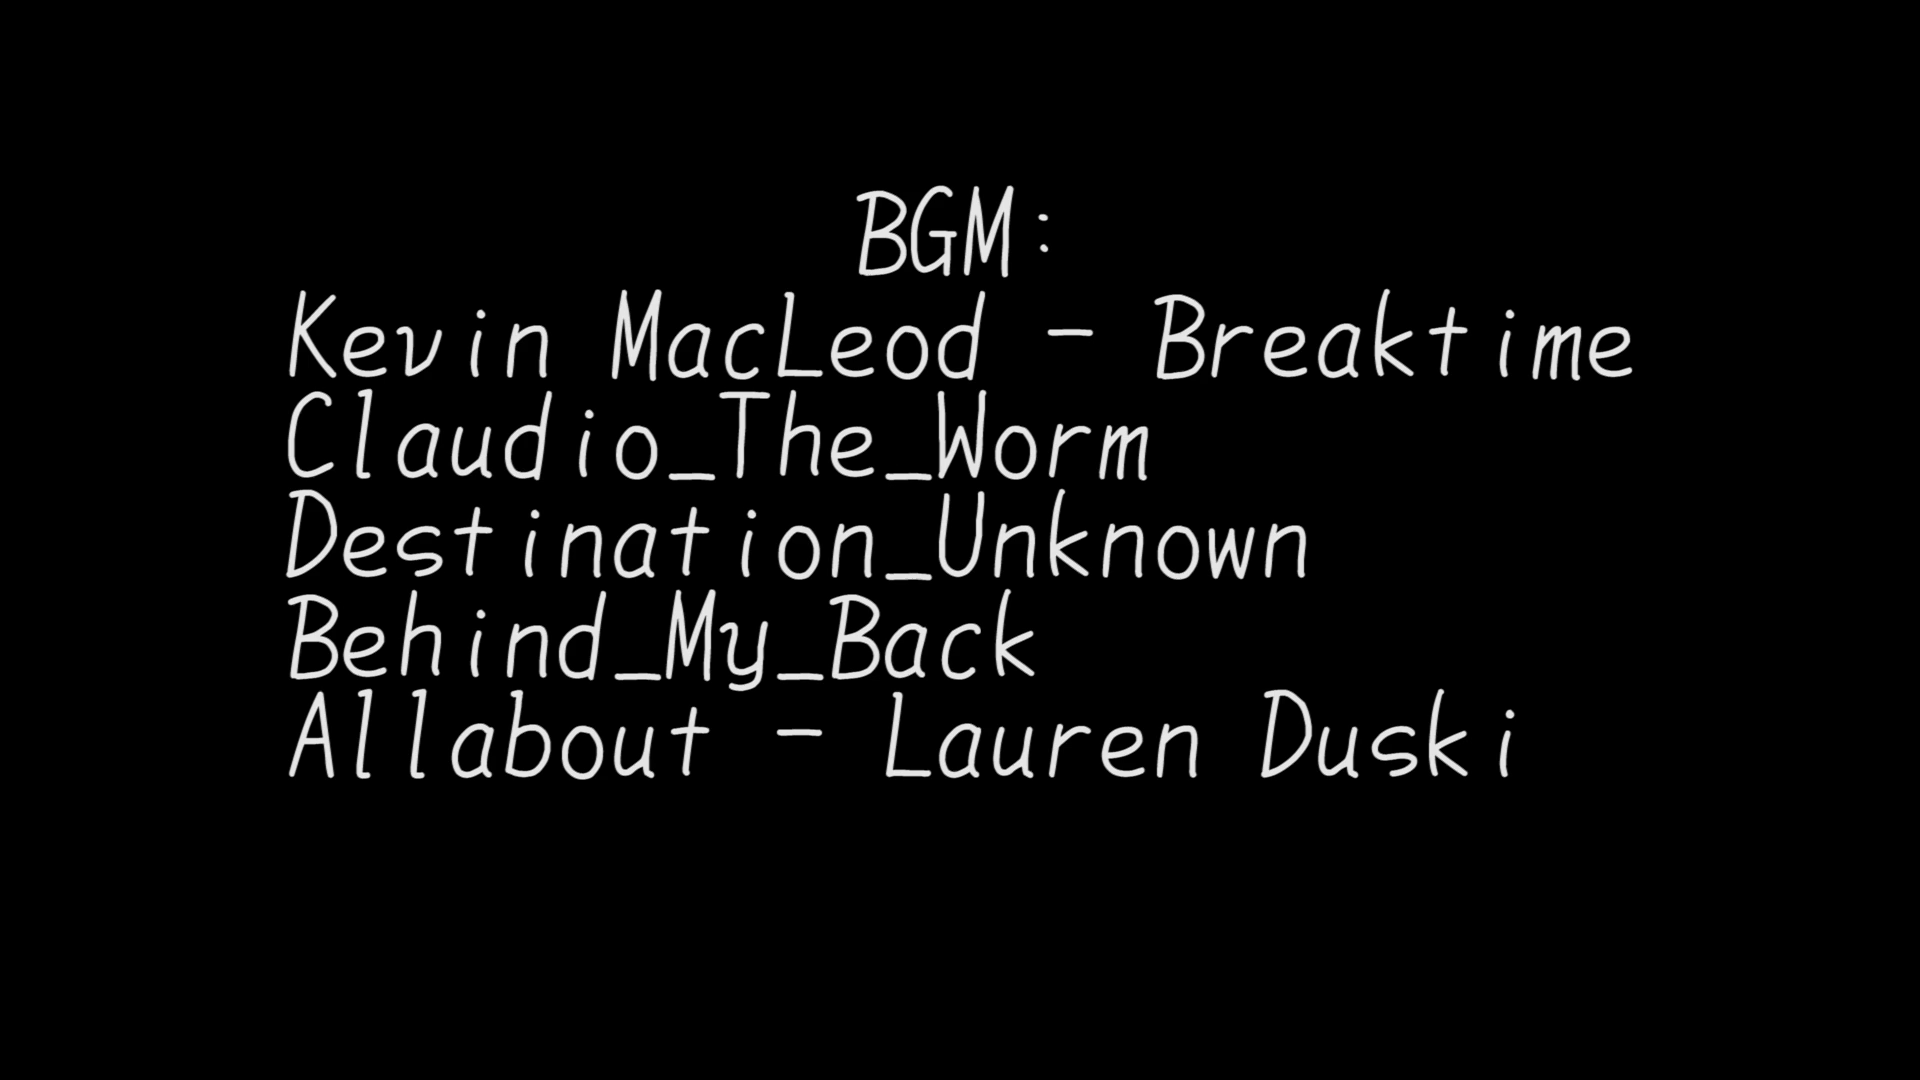 BGM:
Kevin MacLeod - Breaktime
Claudio_The_Worm
Destination_Unknown
Behind_My_Back
Allabout - Lauren Duski